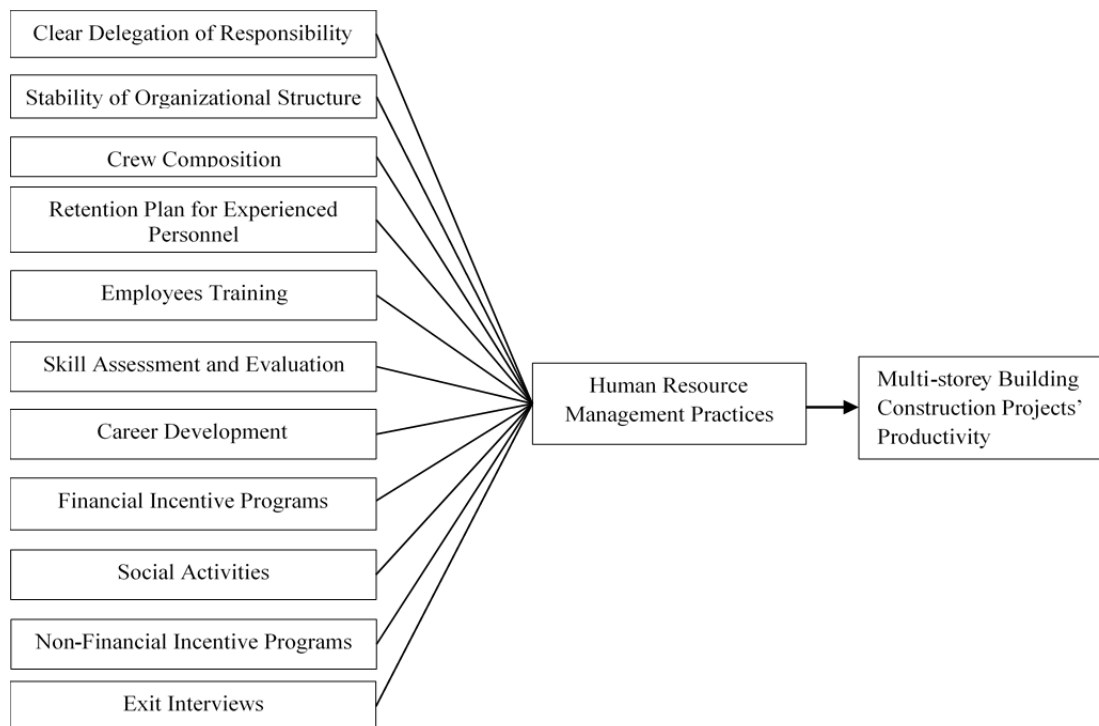 Clear Delegation of Responsibility
Stability of Organizational Structure
Crew Composition
Retention Plan for Experienced
Personnel
Employees Training
Skill Assessment and Evaluation
Career Development
Financial Incentive Programs
Social Activities
Non-Financial Incentive Programs
Exit Interviews
Human Resource
Management Practices
Multi-storey Building
Construction Projects’
Productivity